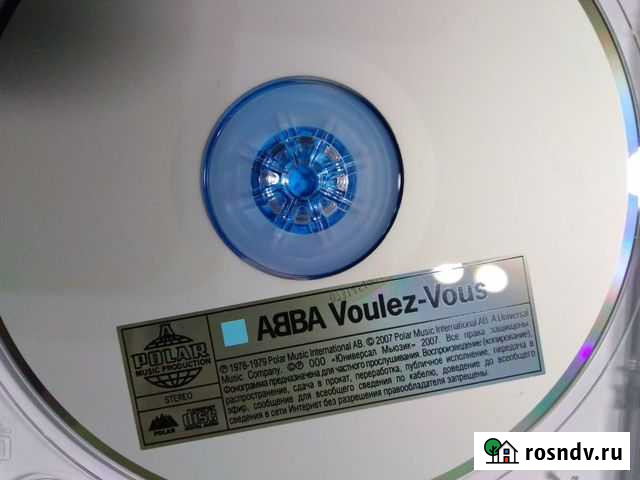 A
POLAR
MUSIC PRODUCTION
STEREO
POLAR
ABBA Voulez-Vous
℗ 1978-1979 Polar Music International AB. © 2007 Polar Music International AB. A Universal
Music Company. ©℗ ООО «Юниверсал Мьюзик» 2007. Все права защищены.
Фонограмма предназначена для частного прослушивания. Воспроизведение (копирование),
распространение, сдача в прокат, переработка, публичное исполнение, передача в
эфир, сообщение для всеобщего сведения по кабелю, доведение до всеобщего
сведения в сети Интернет без разрешения правообладателя запрещены.
rosndv.ru